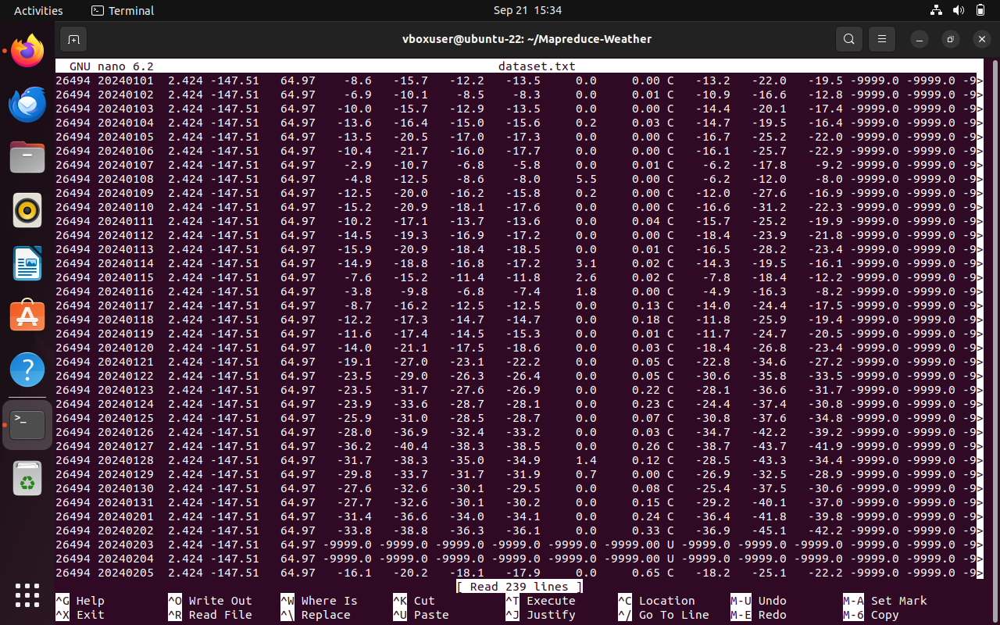 Activities Terminal Sep 21 15:34
vboxuser@ubuntu-22: ~/Mapreduce-Weather
GNU nano 6.2 dataset.txt
26494 20240101 2.424 -147.51 64.97 -8.6 -15.7 -12.2 -13.5 0.0 0.00 C -13.2 -22.0 -19.5 -9999.0 -9999.0 -9>
26494 20240102 2.424 -147.51 64.97 -6.9 -10.1 -8.5 -8.3 0.0 0.01 C -10.9 -16.6 -12.8 -9999.0 -9999.0 -9>
26494 20240103 2.424 -147.51 64.97 -10.0 -15.7 -12.9 -13.5 0.0 0.00 C -14.4 -20.1 -17.4 -9999.0 -9999.0 -9>
26494 20240104 2.424 -147.51 64.97 -13.6 -16.4 -15.0 -15.6 0.2 0.03 C -14.7 -19.5 -16.4 -9999.0 -9999.0 -9>
26494 20240105 2.424 -147.51 64.97 -13.5 -20.5 -17.0 -17.3 0.0 0.00 C -16.7 -25.2 -22.0 -9999.0 -9999.0 -9>
26494 20240106 2.424 -147.51 64.97 -10.4 -21.7 -16.0 -17.7 0.0 0.00 C -16.1 -25.7 -22.9 -9999.0 -9999.0 -9>
26494 20240107 2.424 -147.51 64.97 -2.9 -10.7 -6.8 -5.8 0.0 0.01 C -6.2 -17.8 -9.2 -9999.0 -9999.0 -9>
26494 20240108 2.424 -147.51 64.97 -4.8 -12.5 -8.6 -8.0 5.5 0.00 C -6.2 -12.0 -8.0 -9999.0 -9999.0 -9>
26494 20240109 2.424 -147.51 64.97 -12.5 -20.0 -16.2 -15.8 0.2 0.00 C -12.0 -27.6 -16.9 -9999.0 -9999.0 -9>
26494 20240110 2.424 -147.51 64.97 -15.2 -20.9 -18.1 -17.6 0.0 0.00 C -16.6 -31.2 -22.3 -9999.0 -9999.0 -9>
26494 20240111 2.424 -147.51 64.97 -10.2 -17.1 -13.7 -13.6 0.0 0.04 C -15.7 -25.2 -19.9 -9999.0 -9999.0 -9>
26494 20240112 2.424 -147.51 64.97 -14.5 -19.3 -16.9 -17.2 0.0 0.00 C -18.4 -23.9 -21.8 -9999.0 -9999.0 -9>
26494 20240113 2.424 -147.51 64.97 -15.9 -20.9 -18.4 -18.5 0.0 0.01 C -16.5 -28.2 -23.4 -9999.0 -9999.0 -9>
26494 20240114 2.424 -147.51 64.97 -14.9 -18.8 -16.8 -17.2 1.1 0.02 C -14.3 -19.5 -16.1 -9999.0 -9999.0 -9>
26494 20240115 2.424 -147.51 64.97 -7.6 -15.2 -11.4 -11.8 2.6 0.02 C -7.8 -18.4 -12.2 -9999.0 -9999.0 -9>
26494 20240116 2.424 -147.51 64.97 -3.8 -9.8 -6.8 -7.4 1.8 0.00 C -4.9 -16.3 -8.2 -9999.0 -9999.0 -9>
26494 20240117 2.424 -147.51 64.97 -8.7 -16.2 -12.5 -12.5 0.0 0.13 C -14.0 -24.4 -17.5 -9999.0 -9999.0 -9>
26494 20240118 2.424 -147.51 64.97 -12.2 -17.3 -14.7 -14.7 0.0 0.18 C -11.8 -25.9 -19.4 -9999.0 -9999.0 -9>
26494 20240119 2.424 -147.51 64.97 -11.6 -17.4 -14.5 -15.3 0.0 0.01 C -11.7 -24.7 -20.5 -9999.0 -9999.0 -9>
26494 20240120 2.424 -147.51 64.97 -14.0 -21.1 -17.5 -18.6 0.0 0.03 C -18.4 -26.8 -23.4 -9999.0 -9999.0 -9>
26494 20240121 2.424 -147.51 64.97 -19.1 -27.0 -23.1 -22.2 0.0 0.05 C -22.8 -34.6 -27.2 -9999.0 -9999.0 -9>
26494 20240122 2.424 -147.51 64.97 -23.5 -29.0 -26.3 -26.4 0.0 0.05 C -30.6 -35.8 -33.5 -9999.0 -9999.0 -9>
26494 20240123 2.424 -147.51 64.97 -23.5 -31.7 -27.6 -26.9 0.0 0.22 C -28.1 -36.6 -31.7 -9999.0 -9999.0 -9>
26494 20240124 2.424 -147.51 64.97 -23.9 -33.6 -28.7 -28.1 0.0 0.23 C -24.4 -37.4 -30.8 -9999.0 -9999.0 -9>
26494 20240125 2.424 -147.51 64.97 -25.9 -31.0 -28.5 -28.7 0.0 0.07 C -30.8 -37.6 -34.8 -9999.0 -9999.0 -9>
26494 20240126 2.424 -147.51 64.97 -28.0 -36.9 -32.4 -33.2 0.0 0.03 C -34.7 -42.2 -39.2 -9999.0 -9999.0 -9>
26494 20240127 2.424 -147.51 64.97 -36.2 -40.4 -38.3 -38.5 0.0 0.26 C -38.7 -43.7 -41.9 -9999.0 -9999.0 -9>
26494 20240128 2.424 -147.51 64.97 -31.7 -38.3 -35.0 -34.9 1.4 0.12 C -28.5 -43.3 -34.4 -9999.0 -9999.0 -9>
26494 20240129 2.424 -147.51 64.97 -29.8 -33.7 -31.7 -31.9 0.7 0.00 C -26.9 -32.5 -28.9 -9999.0 -9999.0 -9>
26494 20240130 2.424 -147.51 64.97 -27.6 -32.6 -30.1 -29.5 0.0 0.08 C -25.4 -37.5 -30.6 -9999.0 -9999.0 -9>
26494 20240131 2.424 -147.51 64.97 -27.7 -32.6 -30.1 -30.2 0.0 0.15 C -29.2 -40.1 -37.0 -9999.0 -9999.0 -9>
26494 20240201 2.424 -147.51 64.97 -31.4 -36.6 -34.0 -34.1 0.0 0.24 C -36.4 -41.8 -39.8 -9999.0 -9999.0 -9>
26494 20240202 2.424 -147.51 64.97 -33.8 -38.8 -36.3 -36.1 0.0 0.33 C -36.9 -45.1 -42.2 -9999.0 -9999.0 -9>
26494 20240203 2.424 -147.51 64.97 -9999.0 -9999.0 -9999.0 -9999.0 -9999.0 -9999.00 U -9999.0 -9999.0 -9999.0 -9999.0 -9999.0 -9>
26494 20240204 2.424 -147.51 64.97 -9999.0 -9999.0 -9999.0 -9999.0 -9999.0 -9999.00 U -9999.0 -9999.0 -9999.0 -9999.0 -9999.0 -9>
26494 20240205 2.424 -147.51 64.97 -16.1 -20.2 -18.1 -17.9 0.0 0.65 C -18.2 -25.1 -22.2 -9999.0 -9999.0 -9>
[ Read 239 lines ]
^G Help ^O Write Out ^W Where Is ^K Cut ^T Execute ^C Location M-U Undo M-A Set Mark
^X Exit ^R Read File ^\ Replace ^U Paste ^J Justify ^/ Go To Line M-E Redo M-6 Copy